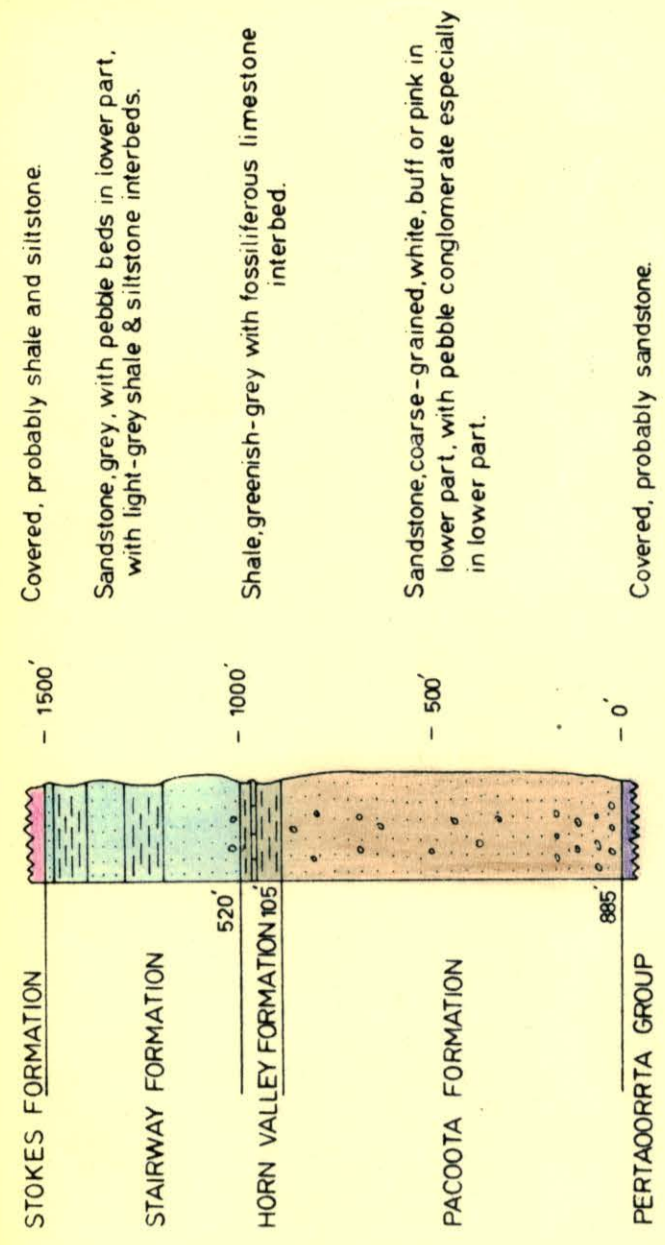 STOKES FORMATION
– 1500'
Covered, probably shale and siltstone.
STAIRWAY FORMATION
520'
Sandstone, grey, with pebble beds in lower part,
with light-grey shale & siltstone interbeds.
– 1000'
HORN VALLEY FORMATION 105'
Shale, greenish-grey with fossiliferous limestone
interbed.
PACOOTA FORMATION
885'
– 500'
Sandstone, coarse-grained, white, buff or pink in
lower part, with pebble conglomerate especially
in lower part.
PERTAOORRTA GROUP
– 0'
Covered, probably sandstone.